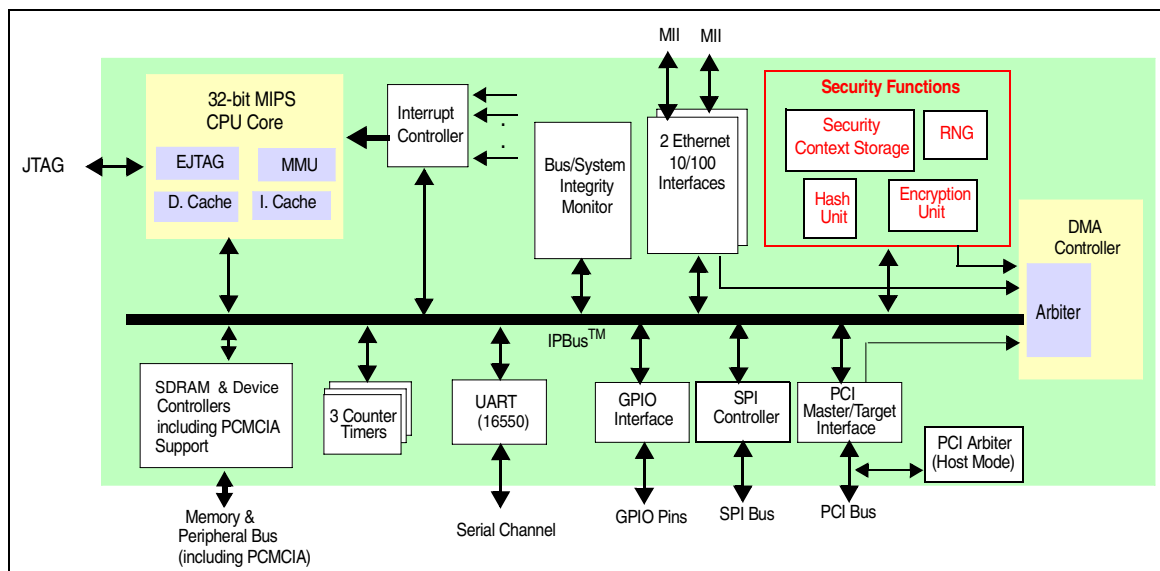 MII MII
32-bit MIPS
CPU Core
EJTAG
MMU
D. Cache
I. Cache
JTAG
Interrupt
Controller
.
.
Bus/System
Integrity
Monitor
2 Ethernet
10/100
Interfaces
Security Functions
Security
Context Storage
RNG
Hash
Unit
Encryption
Unit
DMA
Controller
Arbiter
IPBus™
SDRAM & Device
Controllers
including PCMCIA
Support
3 Counter
Timers
UART
(16550)
GPIO
Interface
SPI
Controller
PCI
Master/Target
Interface
PCI Arbiter
(Host Mode)
Memory &
Peripheral Bus
(including PCMCIA)
Serial Channel
GPIO Pins
SPI Bus
PCI Bus